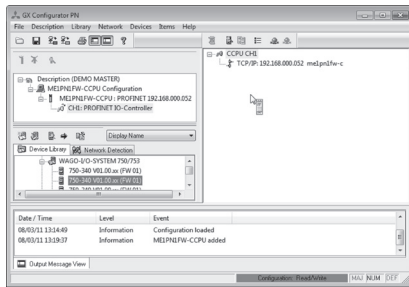 GX Configurator PN
File Description Library Network Devices Items Help
CCPU CH1
TCP/IP: 192.168.000.052 me1pn1fw-c
Description (DEMO MASTER)
ME1PN1FW-CCPU Configuration
ME1PN1FW-CCPU : PROFINET 192.168.000.052
CH1: PROFINET IO-Controller
Display Name
Device Library Network Detection
WAGO-I/O-SYSTEM 750/753
750-340 V01.00.xx (FW 01)
750-340 V01.00.xx (FW 01)
Date / Time Level Event
08/03/11 13:14:49 Information Configuration loaded
08/03/11 13:19:37 Information ME1PN1FW-CCPU added
Output Message View
Configuration: Read/Write MAJ NUM DEF